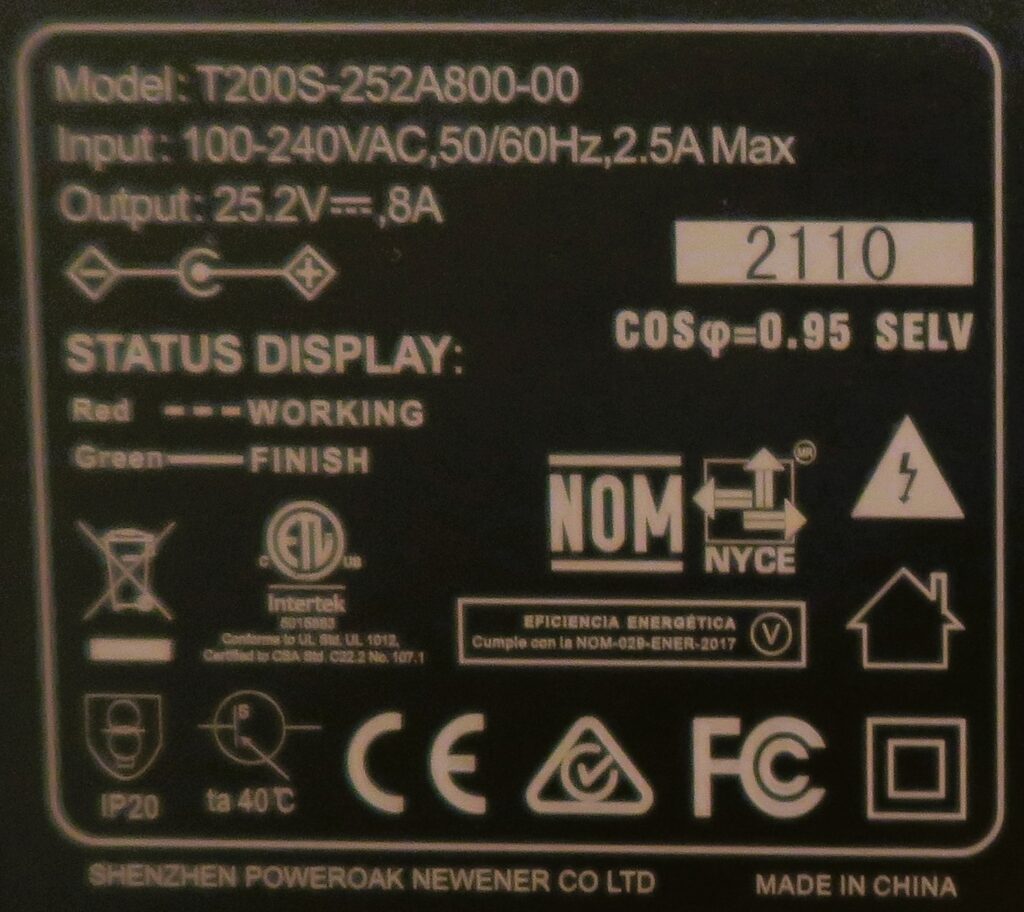 Model: T200S-252A800-00
Input: 100-240VAC,50/60Hz,2.5A Max
Output: 25.2V⎓,8A
2110
COSφ=0.95 SELV
STATUS DISPLAY:
Red ---WORKING
Green—FINISH
NOM
MR
NYCE
c ETL us
Intertek
Conforms to UL Std. UL 1012,
Certified to CSA Std. C22.2 No. 107.1
EFICIENCIA ENERGÉTICA
Cumple con la NOM-029-ENER-2017
V
S
IP20
ta 40℃
CE
FC
SHENZHEN POWEROAK NEWENER CO LTD
MADE IN CHINA